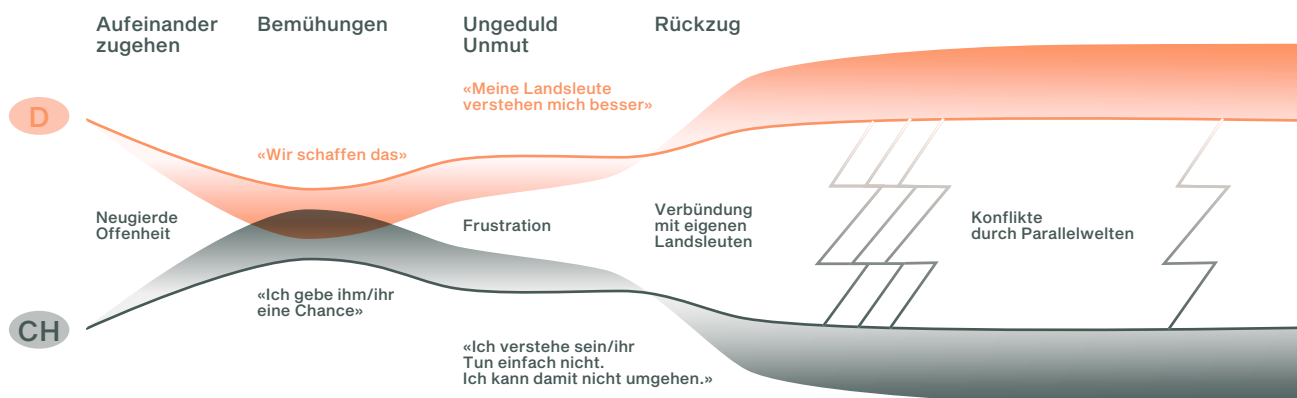 Aufeinander
zugehen
Bemühungen
Ungeduld
Unmut
Rückzug
«Meine Landsleute
verstehen mich besser»
D
«Wir schaffen das»
Neugierde
Offenheit
Frustration
Verbündung
mit eigenen
Landsleuten
Konflikte
durch Parallelwelten
«Ich gebe ihm/ihr
eine Chance»
CH
«Ich verstehe sein/ihr
Tun einfach nicht.
Ich kann damit nicht umgehen.»